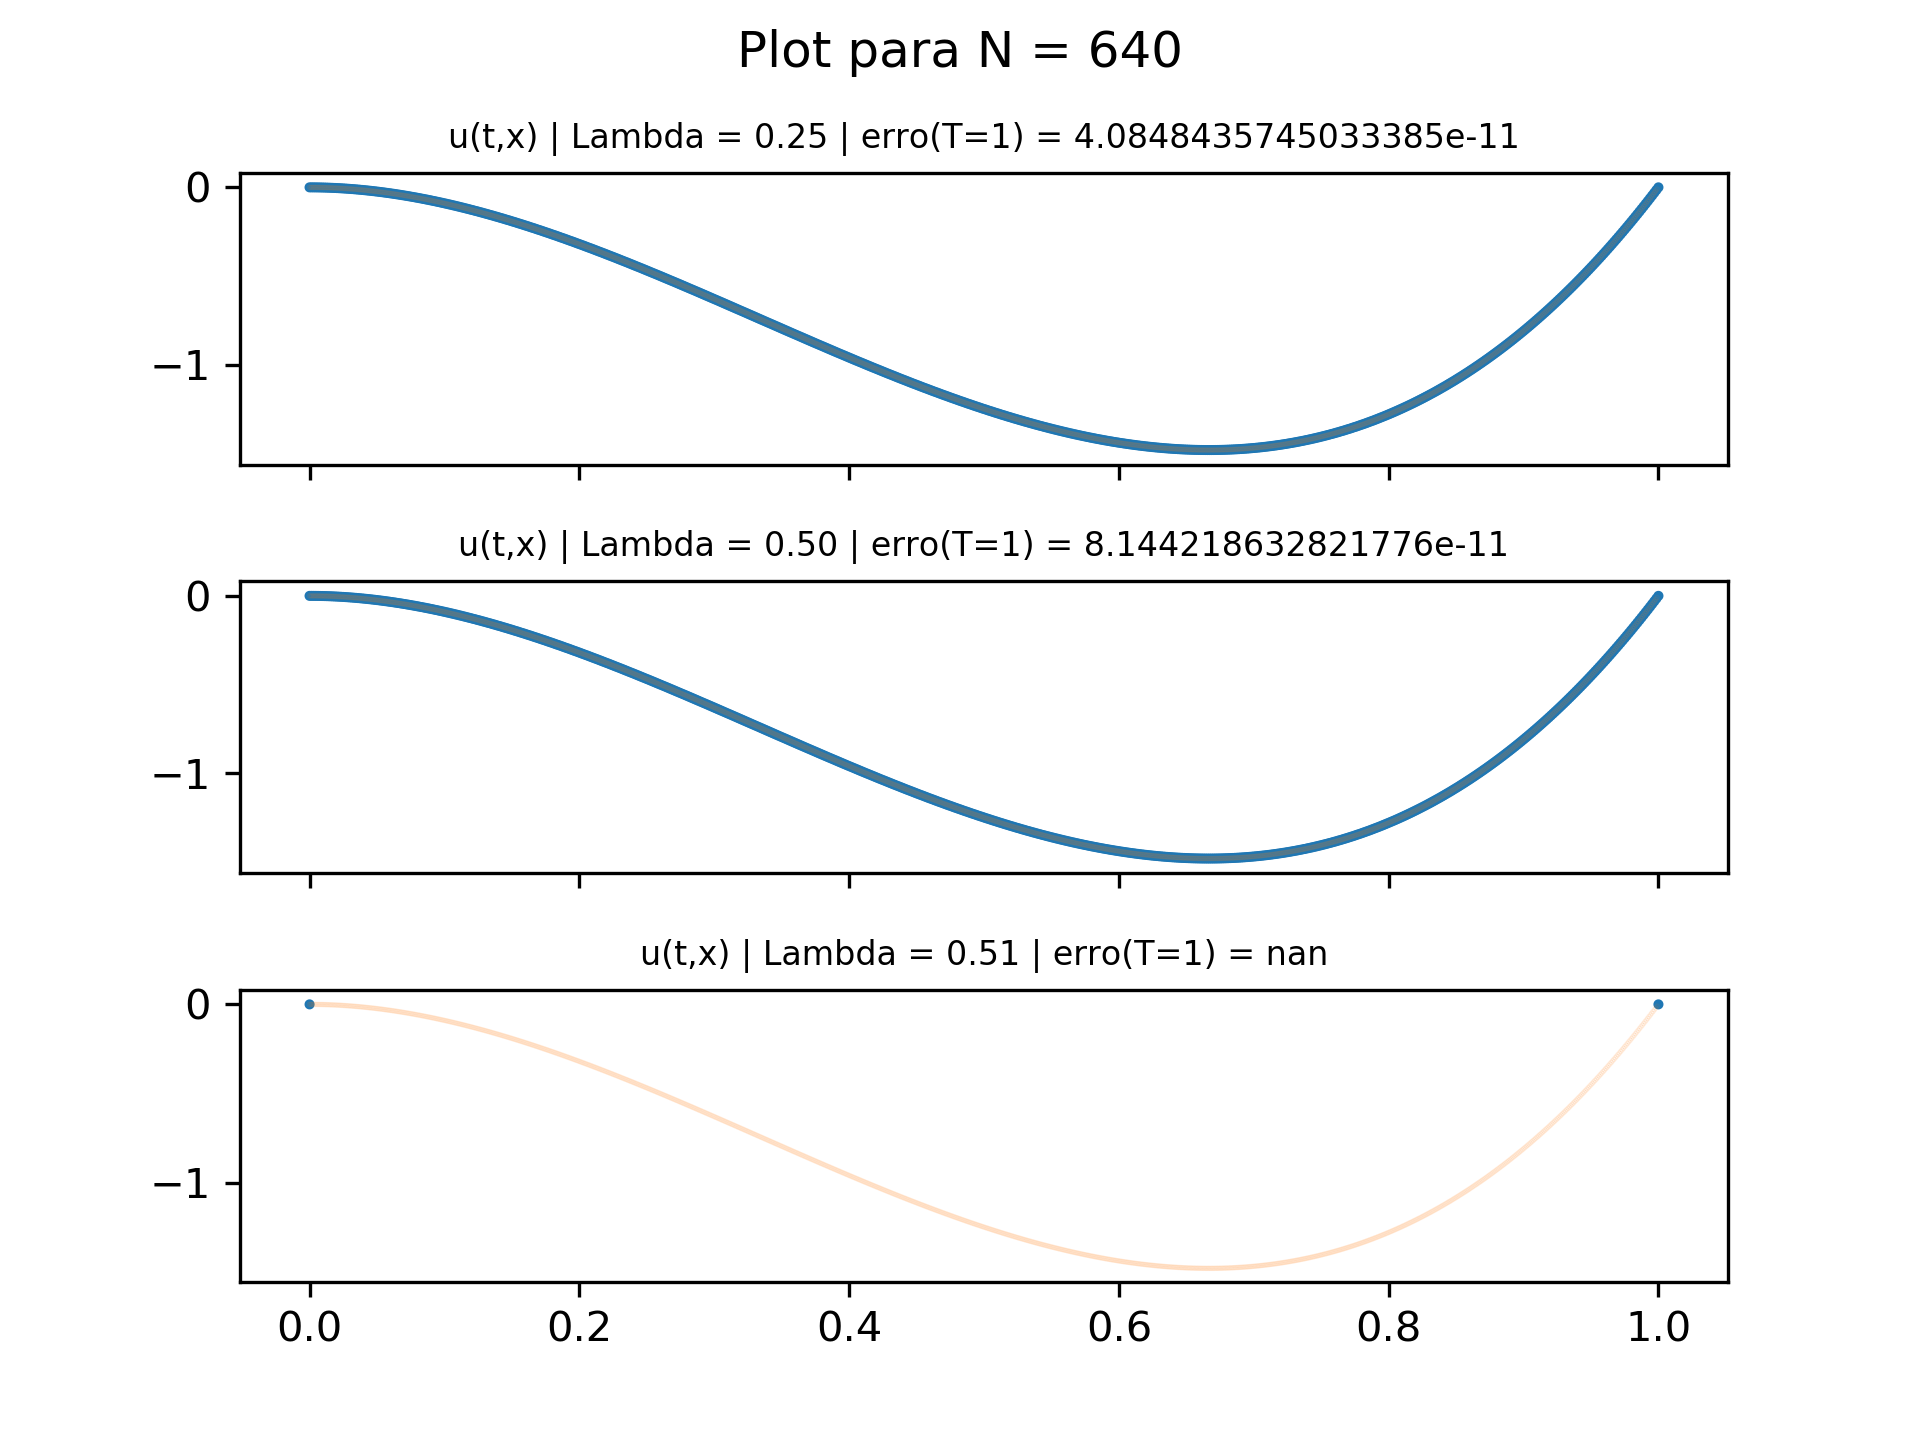 Plot para N = 640
u(t,x) | Lambda = 0.25 | erro(T=1) = 4.0848435745033385e-11
0
−1
u(t,x) | Lambda = 0.50 | erro(T=1) = 8.144218632821776e-11
0
−1
u(t,x) | Lambda = 0.51 | erro(T=1) = nan
0
−1
0.0 0.2 0.4 0.6 0.8 1.0